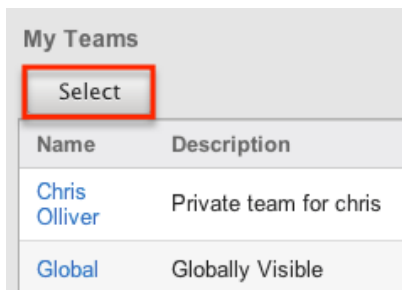 My Teams
Select
Name Description
Chris
Olliver Private team for chris
Global Globally Visible